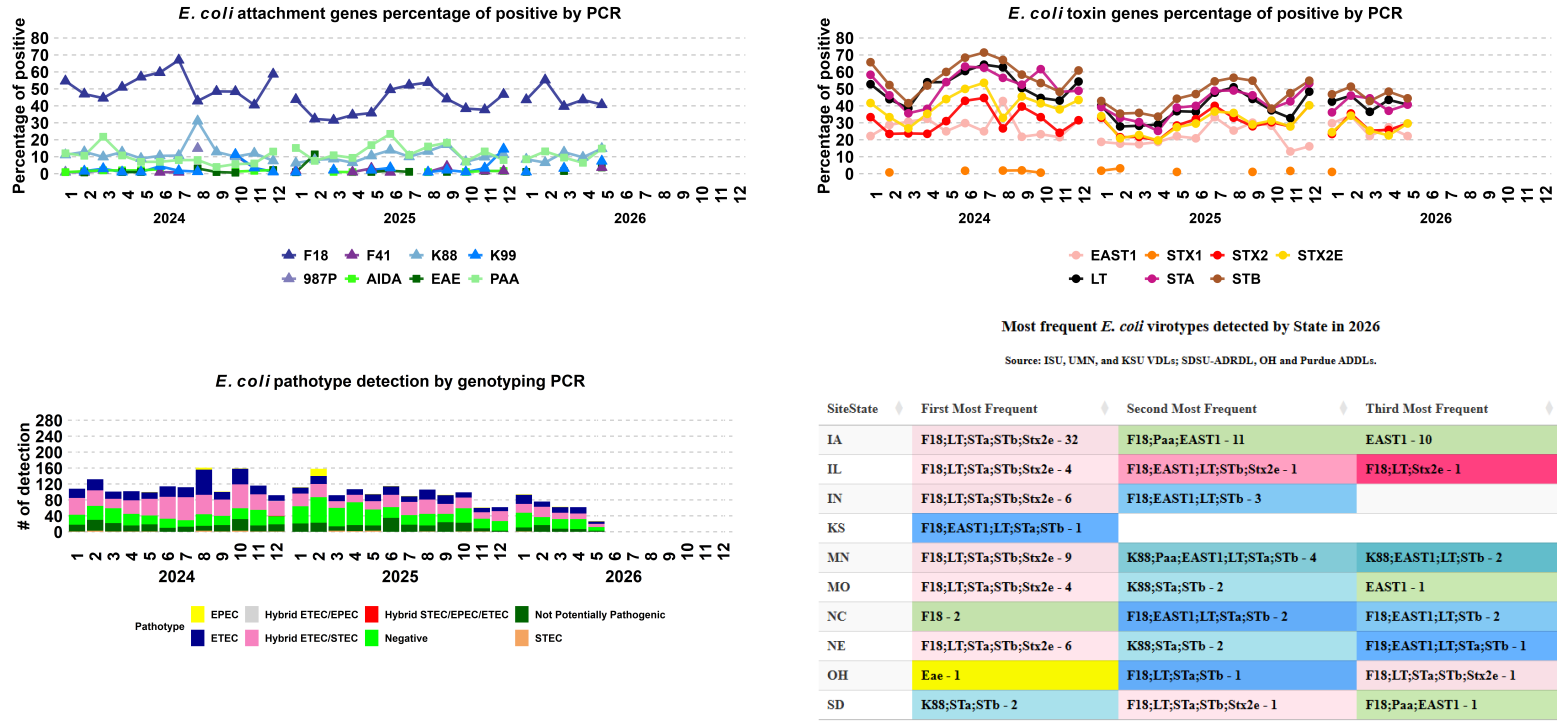 E. coli attachment genes percentage of positive by PCR
Percentage of positive
80
70
60
50
40
30
20
10
0
1 2 3 4 5 6 7 8 9 10 11 12 1 2 3 4 5 6 7 8 9 10 11 12 1 2 3 4 5 6 7 8 9 10 11 12
2024 2025 2026
F18 F41 K88 K99
987P AIDA EAE PAA
E. coli toxin genes percentage of positive by PCR
Percentage of positive
80
70
60
50
40
30
20
10
0
1 2 3 4 5 6 7 8 9 10 11 12 1 2 3 4 5 6 7 8 9 10 11 12 1 2 3 4 5 6 7 8 9 10 11 12
2024 2025 2026
EAST1 STX1 STX2 STX2E
LT STA STB
E. coli pathotype detection by genotyping PCR
# of detection
280
240
200
160
120
80
40
0
1 2 3 4 5 6 7 8 9 10 11 12 1 2 3 4 5 6 7 8 9 10 11 12 1 2 3 4 5 6 7 8 9 10 11 12
2024 2025 2026
Pathotype
EPEC Hybrid ETEC/EPEC Hybrid STEC/EPEC/ETEC Not Potentially Pathogenic
ETEC Hybrid ETEC/STEC Negative STEC
Most frequent E. coli virotypes detected by State in 2026
Source: ISU, UMN, and KSU VDLs; SDSU-ADRDL, OH and Purdue ADDLs.
SiteState First Most Frequent Second Most Frequent Third Most Frequent
IA F18;LT;STa;STb;Stx2e - 32 F18;Paa;EAST1 - 11 EAST1 - 10
IL F18;LT;STa;STb;Stx2e - 4 F18;EAST1;LT;STb;Stx2e - 1 F18;LT;Stx2e - 1
IN F18;LT;STa;STb;Stx2e - 6 F18;EAST1;LT;STb - 3
KS F18;EAST1;LT;STa;STb - 1
MN F18;LT;STa;STb;Stx2e - 9 K88;Paa;EAST1;LT;STa;STb - 4 K88;EAST1;LT;STb - 2
MO F18;LT;STa;STb;Stx2e - 4 K88;STa;STb - 2 EAST1 - 1
NC F18 - 2 F18;EAST1;LT;STa;STb - 2 F18;EAST1;LT;STb - 2
NE F18;LT;STa;STb;Stx2e - 6 K88;STa;STb - 2 F18;EAST1;LT;STa;STb - 1
OH Eae - 1 F18;LT;STa;STb - 1 F18;LT;STa;STb;Stx2e - 1
SD K88;STa;STb - 2 F18;LT;STa;STb;Stx2e - 1 F18;Paa;EAST1 - 1